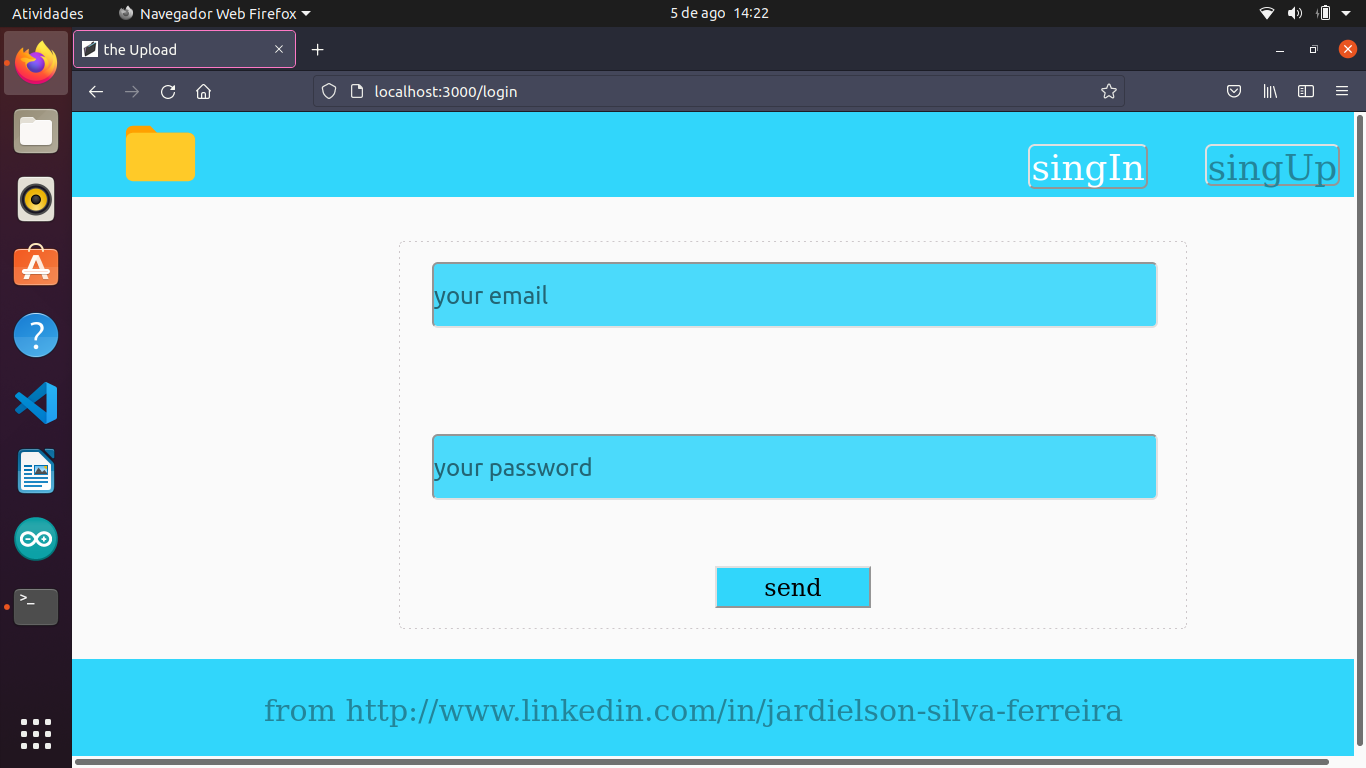 Atividades Navegador Web Firefox 5 de ago 14:22
the Upload
localhost:3000/login
singIn singUp
your email
your password
send
from http://www.linkedin.com/in/jardielson-silva-ferreira